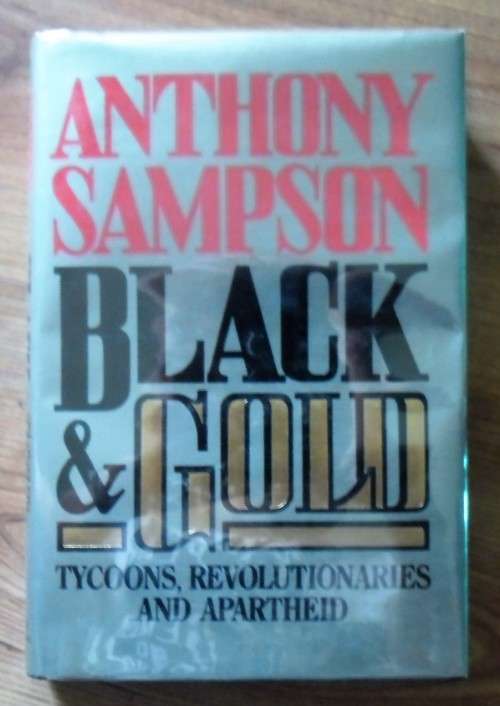 ANTHONY
SAMPSON
BLACK
& GOLD
TYCOONS, REVOLUTIONARIES
AND APARTHEID